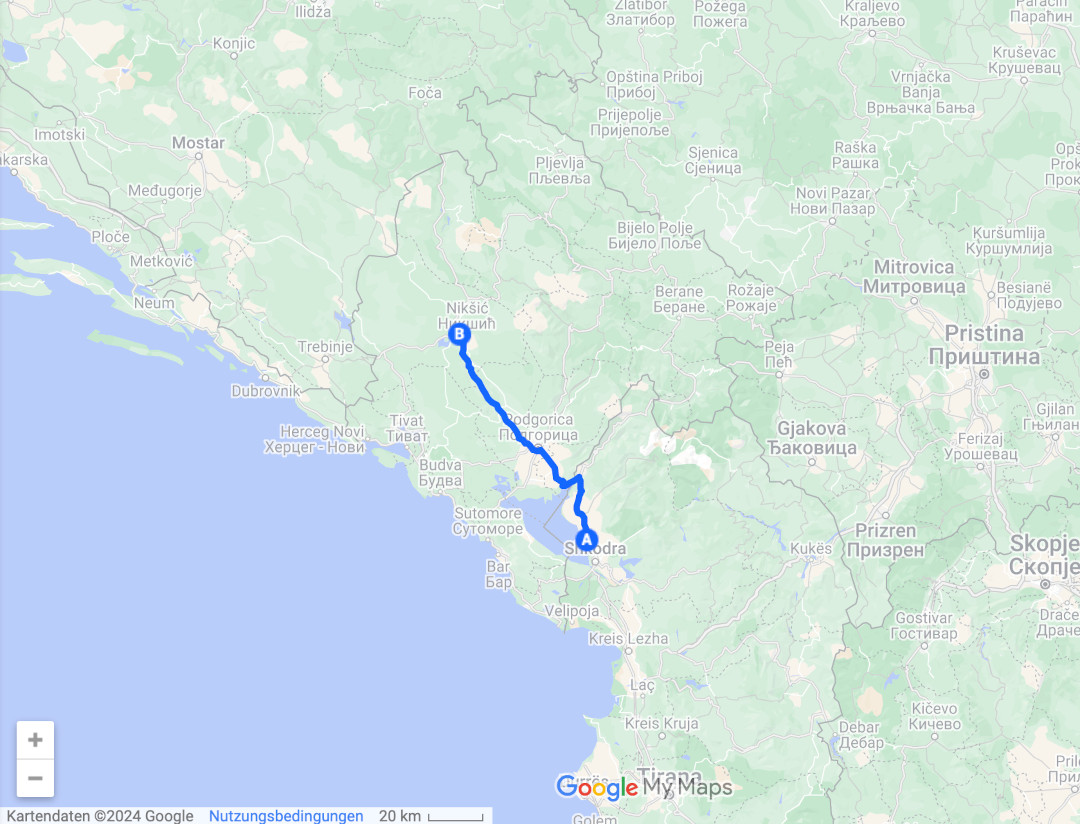 Ilidža
Zlatibor
Златибор
Požega
Пожега
Kraljevo
Краљево
Paraćin
Параћин
Konjic
Kruševac
Крушевац
Foča
Opština Priboj
Прибој
Vrnjačka
Banja
Врњачка Бања
Imotski
Mostar
Prijepolje
Пријепоље
Raška
Рашка
akarska
Pljevlja
Пљевља
Sjenica
Сјеница
Međugorje
Novi Pazar
Нови Пазар
Ploče
Bijelo Polje
Бијело Поље
Kuršumlija
Куршумлија
Metković
Mitrovica
Митровица
Neum
Nikšić
Никшић
Berane
Беране
Rožaje
Рожаје
Besianë
Подујево
B
Trebinje
Pristina
Приштина
Peja
Пећ
Dubrovnik
Tivat
Тиват
Podgorica
Подгорица
Gjilan
Гњилан
Herceg Novi
Херцег - Нови
Gjakova
Ђаковица
Ferizaj
Урошевац
Budva
Будва
Sutomore
Сутоморе
Prizren
Призрен
A
Shkodra
Kukës
Skopje
Скопје
Bar
Бар
Velipoja
Gostivar
Гостивар
Kreis Lezha
Laç
Kreis Kruja
Kičevo
Кичево
Debar
Дебар
+
−
Tirana
Google My Maps
Golem
Kartendaten ©2024 Google Nutzungsbedingungen 20 km